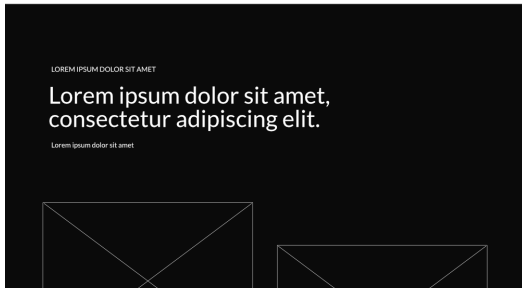 LOREM IPSUM DOLOR SIT AMET
Lorem ipsum dolor sit amet,
consectetur adipiscing elit.
Lorem ipsum dolor sit amet